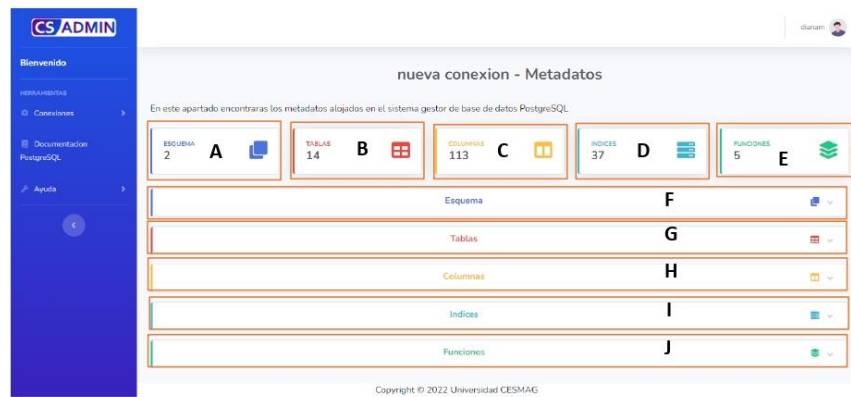 CS ADMIN
dianam
Bienvenido
nueva conexion - Metadatos
HERRAMIENTAS
Conexiones
En este apartado encontraras los metadatos alojados en el sistema gestor de base de datos PostgreSQL
Documentacion
PostgreSQL
Ayuda
ESQUEMA
2
A
TABLAS
14
B
COLUMNAS
113
C
INDICES
37
D
FUNCIONES
5
E
Esquema F
Tablas G
Columnas H
Indices I
Funciones J
Copyright © 2022 Universidad CESMAG